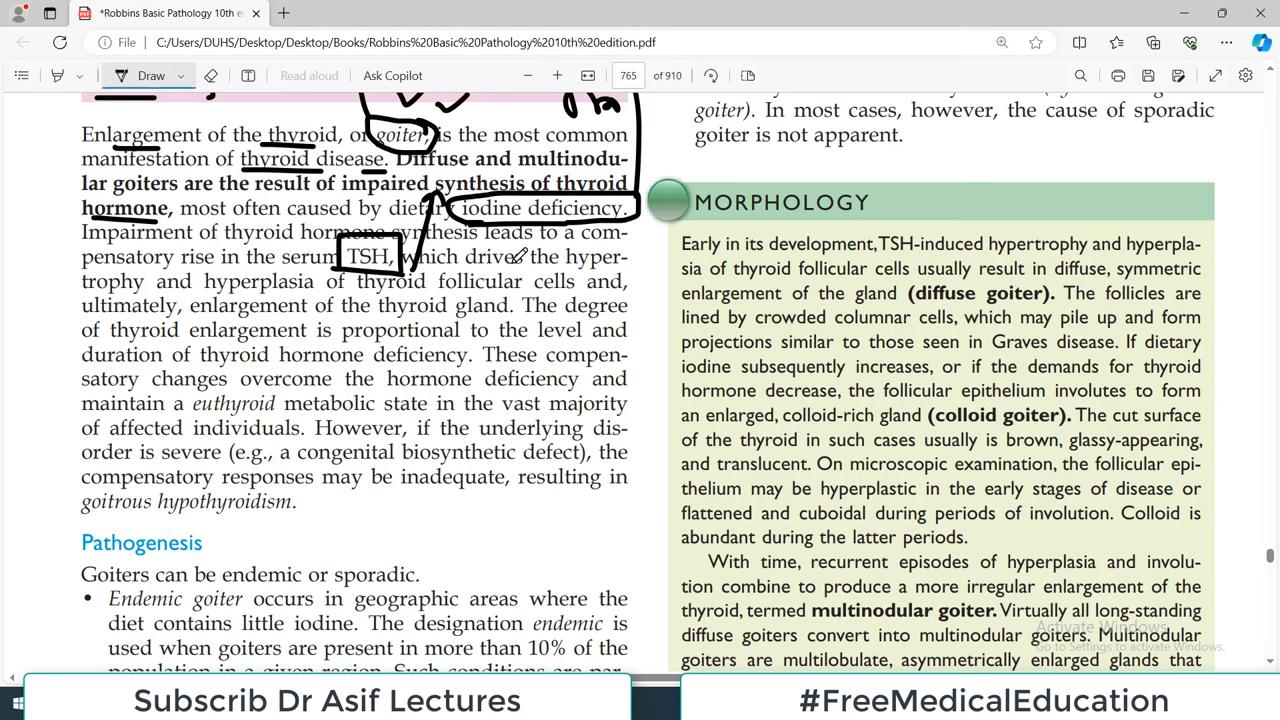 *Robbins Basic Pathology 10th e
File
C:/Users/DUHS/Desktop/Desktop/Books/Robbins%20Basic%20Pathology%2010th%20edition.pdf
Draw
Read aloud
Ask Copilot
765 of 910
Enlargement of the thyroid, or goiter, is the most common
manifestation of thyroid disease. Diffuse and multinodu-
lar goiters are the result of impaired synthesis of thyroid
hormone, most often caused by dietary iodine deficiency.
Impairment of thyroid hormone synthesis leads to a com-
pensatory rise in the serum TSH, which drives the hyper-
trophy and hyperplasia of thyroid follicular cells and,
ultimately, enlargement of the thyroid gland. The degree
of thyroid enlargement is proportional to the level and
duration of thyroid hormone deficiency. These compen-
satory changes overcome the hormone deficiency and
maintain a euthyroid metabolic state in the vast majority
of affected individuals. However, if the underlying dis-
order is severe (e.g., a congenital biosynthetic defect), the
compensatory responses may be inadequate, resulting in
goitrous hypothyroidism.
Pathogenesis
Goiters can be endemic or sporadic.
• Endemic goiter occurs in geographic areas where the
diet contains little iodine. The designation endemic is
used when goiters are present in more than 10% of the
population in a given region. Such conditions are par-
goiter). In most cases, however, the cause of sporadic
goiter is not apparent.
MORPHOLOGY
Early in its development, TSH-induced hypertrophy and hyperpla-
sia of thyroid follicular cells usually result in diffuse, symmetric
enlargement of the gland (diffuse goiter). The follicles are
lined by crowded columnar cells, which may pile up and form
projections similar to those seen in Graves disease. If dietary
iodine subsequently increases, or if the demands for thyroid
hormone decrease, the follicular epithelium involutes to form
an enlarged, colloid-rich gland (colloid goiter). The cut surface
of the thyroid in such cases usually is brown, glassy-appearing,
and translucent. On microscopic examination, the follicular epi-
thelium may be hyperplastic in the early stages of disease or
flattened and cuboidal during periods of involution. Colloid is
abundant during the latter periods.
With time, recurrent episodes of hyperplasia and involu-
tion combine to produce a more irregular enlargement of the
thyroid, termed multinodular goiter. Virtually all long-standing
diffuse goiters convert into multinodular goiters. Multinodular
goiters are multilobulate, asymmetrically enlarged glands that
Activate Windows
Go to Settings to activate Windows.
Subscrib Dr Asif Lectures
#FreeMedicalEducation